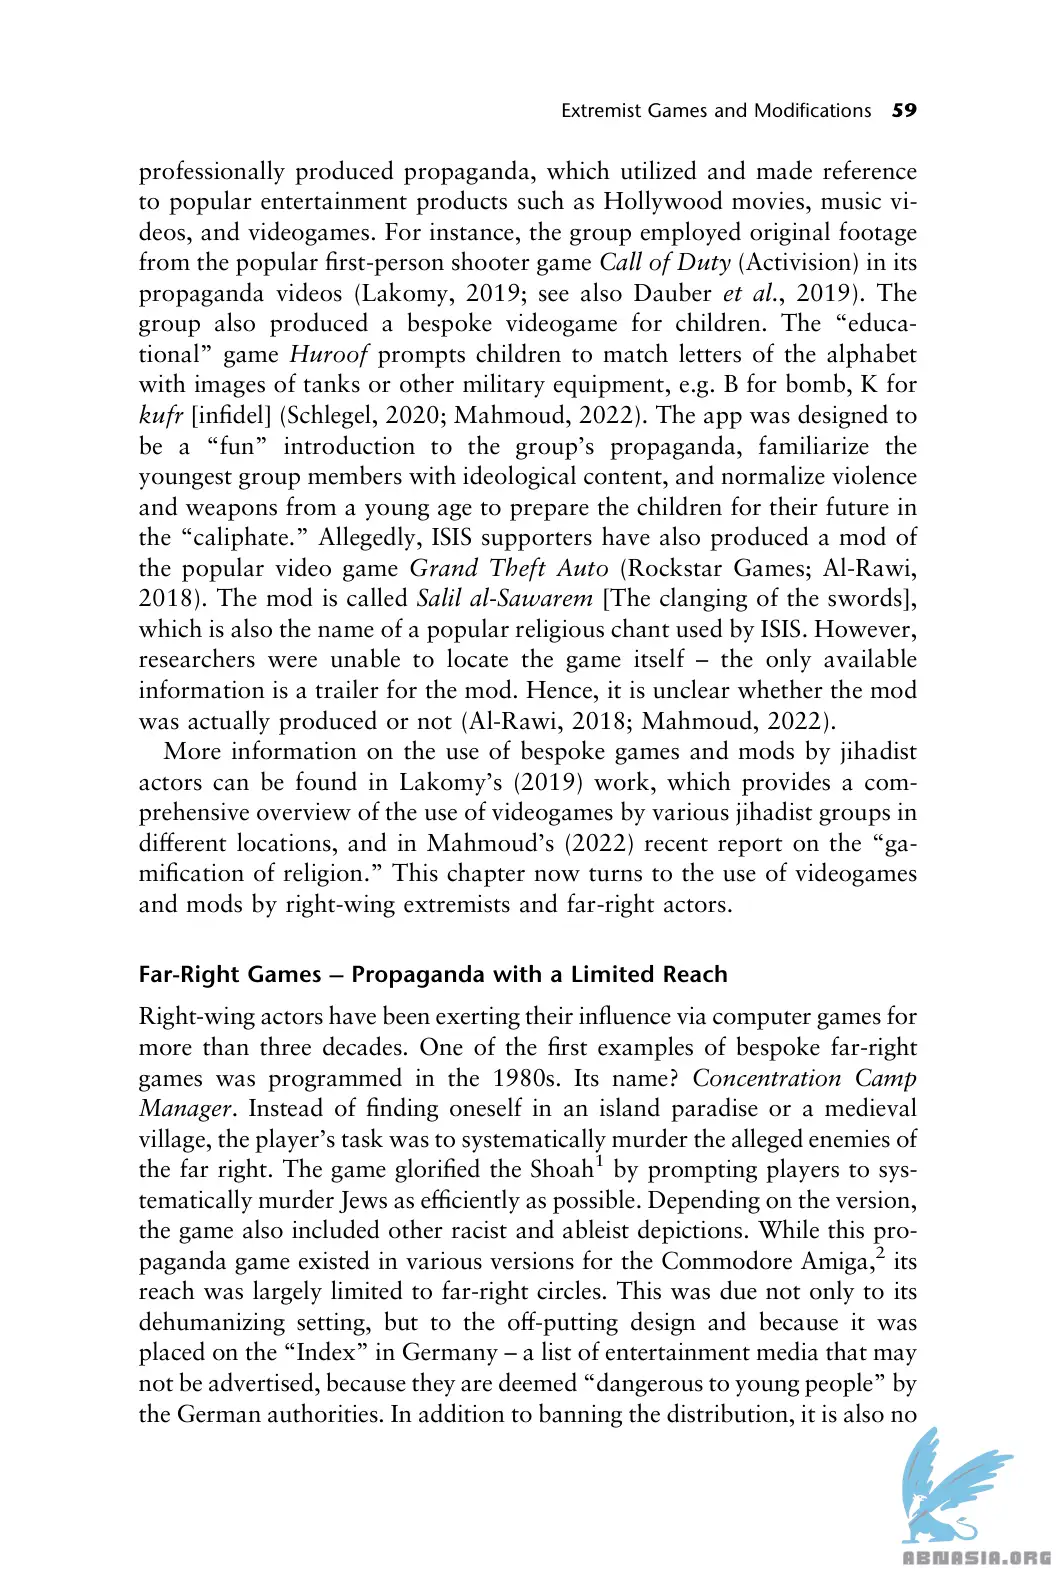 Extremist Games and Modifications 59
professionally produced propaganda, which utilized and made reference
to popular entertainment products such as Hollywood movies, music vi-
deos, and videogames. For instance, the group employed original footage
from the popular first-person shooter game Call of Duty (Activision) in its
propaganda videos (Lakomy, 2019; see also Dauber et al., 2019). The
group also produced a bespoke videogame for children. The “educa-
tional” game Huroof prompts children to match letters of the alphabet
with images of tanks or other military equipment, e.g. B for bomb, K for
kufr [infidel] (Schlegel, 2020; Mahmoud, 2022). The app was designed to
be a “fun” introduction to the group’s propaganda, familiarize the
youngest group members with ideological content, and normalize violence
and weapons from a young age to prepare the children for their future in
the “caliphate.” Allegedly, ISIS supporters have also produced a mod of
the popular video game Grand Theft Auto (Rockstar Games; Al-Rawi,
2018). The mod is called Salil al-Sawarem [The clanging of the swords],
which is also the name of a popular religious chant used by ISIS. However,
researchers were unable to locate the game itself – the only available
information is a trailer for the mod. Hence, it is unclear whether the mod
was actually produced or not (Al-Rawi, 2018; Mahmoud, 2022).
More information on the use of bespoke games and mods by jihadist
actors can be found in Lakomy’s (2019) work, which provides a com-
prehensive overview of the use of videogames by various jihadist groups in
different locations, and in Mahmoud’s (2022) recent report on the “ga-
mification of religion.” This chapter now turns to the use of videogames
and mods by right-wing extremists and far-right actors.
Far-Right Games – Propaganda with a Limited Reach
Right-wing actors have been exerting their influence via computer games for
more than three decades. One of the first examples of bespoke far-right
games was programmed in the 1980s. Its name? Concentration Camp
Manager. Instead of finding oneself in an island paradise or a medieval
village, the player’s task was to systematically murder the alleged enemies of
the far right. The game glorified the Shoah1 by prompting players to sys-
tematically murder Jews as efficiently as possible. Depending on the version,
the game also included other racist and ableist depictions. While this pro-
paganda game existed in various versions for the Commodore Amiga,2 its
reach was largely limited to far-right circles. This was due not only to its
dehumanizing setting, but to the off-putting design and because it was
placed on the “Index” in Germany – a list of entertainment media that may
not be advertised, because they are deemed “dangerous to young people” by
the German authorities. In addition to banning the distribution, it is also no
ABNASIA.ORG